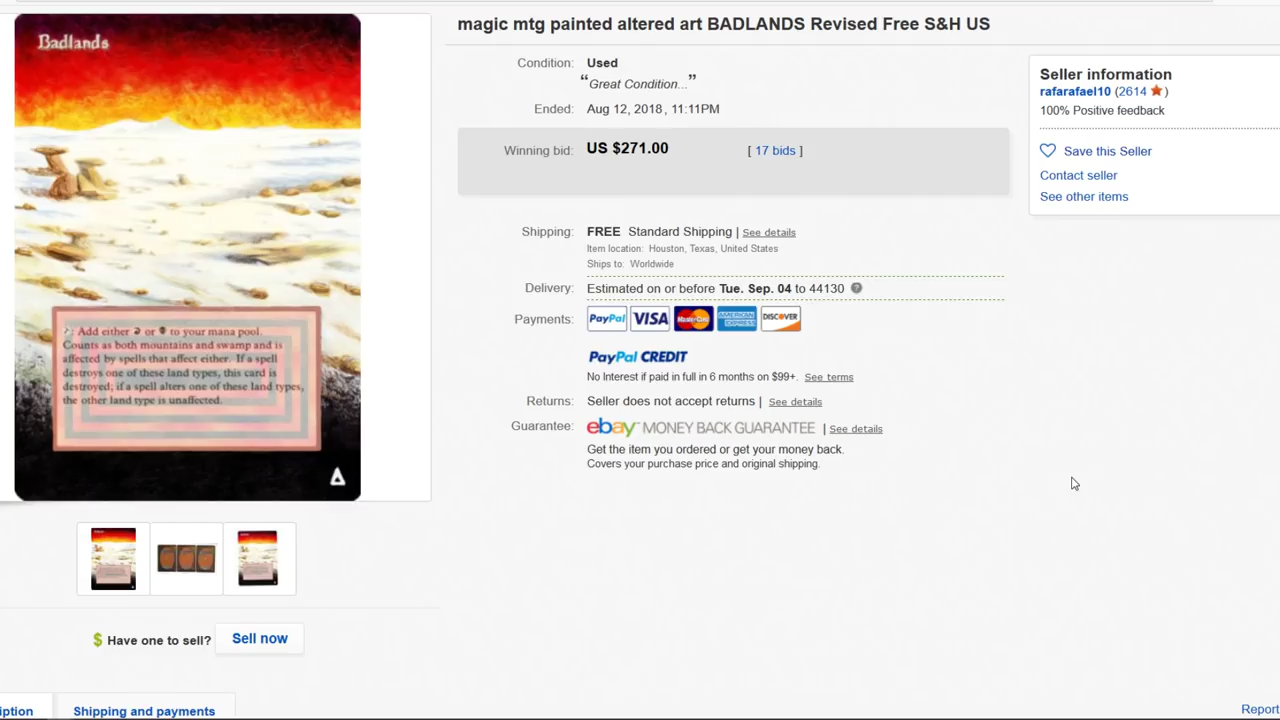 magic mtg painted altered art BADLANDS Revised Free S&H US
Badlands
: Add either or to your mana pool.
Counts as both mountains and swamp and is
affected by spells that affect either. If a spell
destroys one of these land types, this card is
destroyed; if a spell alters one of these land types,
the other land type is unaffected.
Condition: Used
“Great Condition...”
Ended: Aug 12, 2018 , 11:11PM
Winning bid: US $271.00 [ 17 bids ]
Shipping: FREE Standard Shipping | See details
Item location: Houston, Texas, United States
Ships to: Worldwide
Delivery: Estimated on or before Tue. Sep. 04 to 44130
Payments: PayPal VISA MasterCard AMERICAN EXPRESS DISCOVER
PayPal CREDIT
No Interest if paid in full in 6 months on $99+. See terms
Returns: Seller does not accept returns | See details
Guarantee: ebay MONEY BACK GUARANTEE | See details
Get the item you ordered or get your money back.
Covers your purchase price and original shipping.
Seller information
rafarafael10 (2614 )
100% Positive feedback
Save this Seller
Contact seller
See other items
$ Have one to sell? Sell now
iption
Shipping and payments
Report